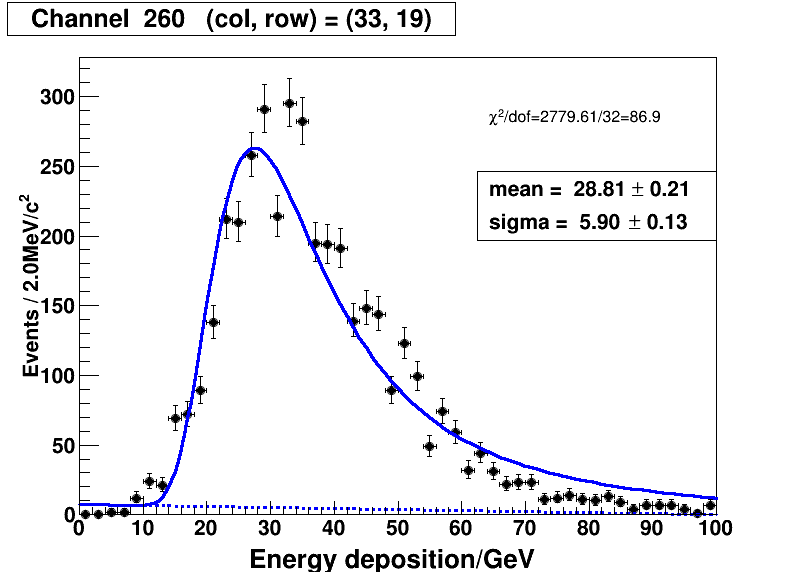 Channel 260 (col, row) = (33, 19)
χ²/dof=2779.61/32=86.9
mean = 28.81 ± 0.21
sigma = 5.90 ± 0.13
Events / 2.0MeV/c²
300
250
200
150
100
50
0
0 10 20 30 40 50 60 70 80 90 100
Energy deposition/GeV